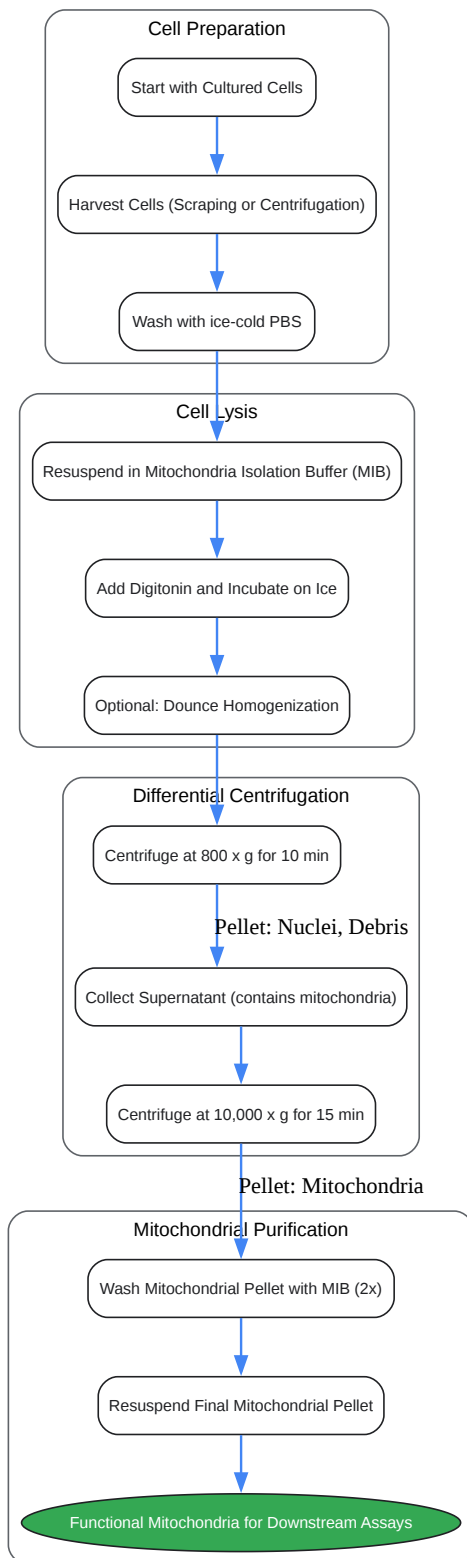 Cell Preparation
Start with Cultured Cells
Harvest Cells (Scraping or Centrifugation)
Wash with ice-cold PBS
Cell Lysis
Resuspend in Mitochondria Isolation Buffer (MIB)
Add Digitonin and Incubate on Ice
Optional: Dounce Homogenization
Differential Centrifugation
Centrifuge at 800 x g for 10 min
Pellet: Nuclei, Debris
Collect Supernatant (contains mitochondria)
Centrifuge at 10,000 x g for 15 min
Pellet: Mitochondria
Mitochondrial Purification
Wash Mitochondrial Pellet with MIB (2x)
Resuspend Final Mitochondrial Pellet
Functional Mitochondria for Downstream Assays